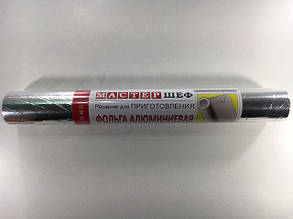 МАСТЕР ШЕФ
Решение для ПРИГОТОВЛЕНИЯ
ФОЛЬГА АЛЮМИНИЕВАЯ